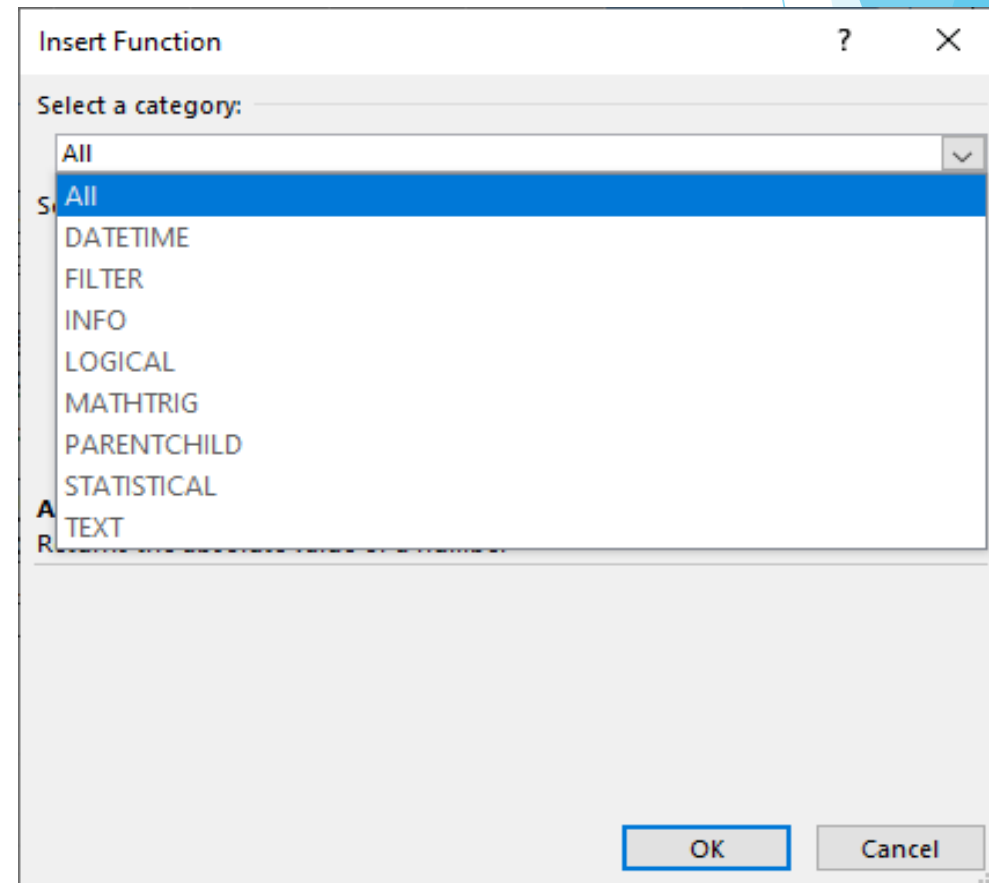 Insert Function ?
Select a category:
All
All
DATETIME
FILTER
INFO
LOGICAL
MATHTRIG
PARENTCHILD
STATISTICAL
TEXT
OK Cancel